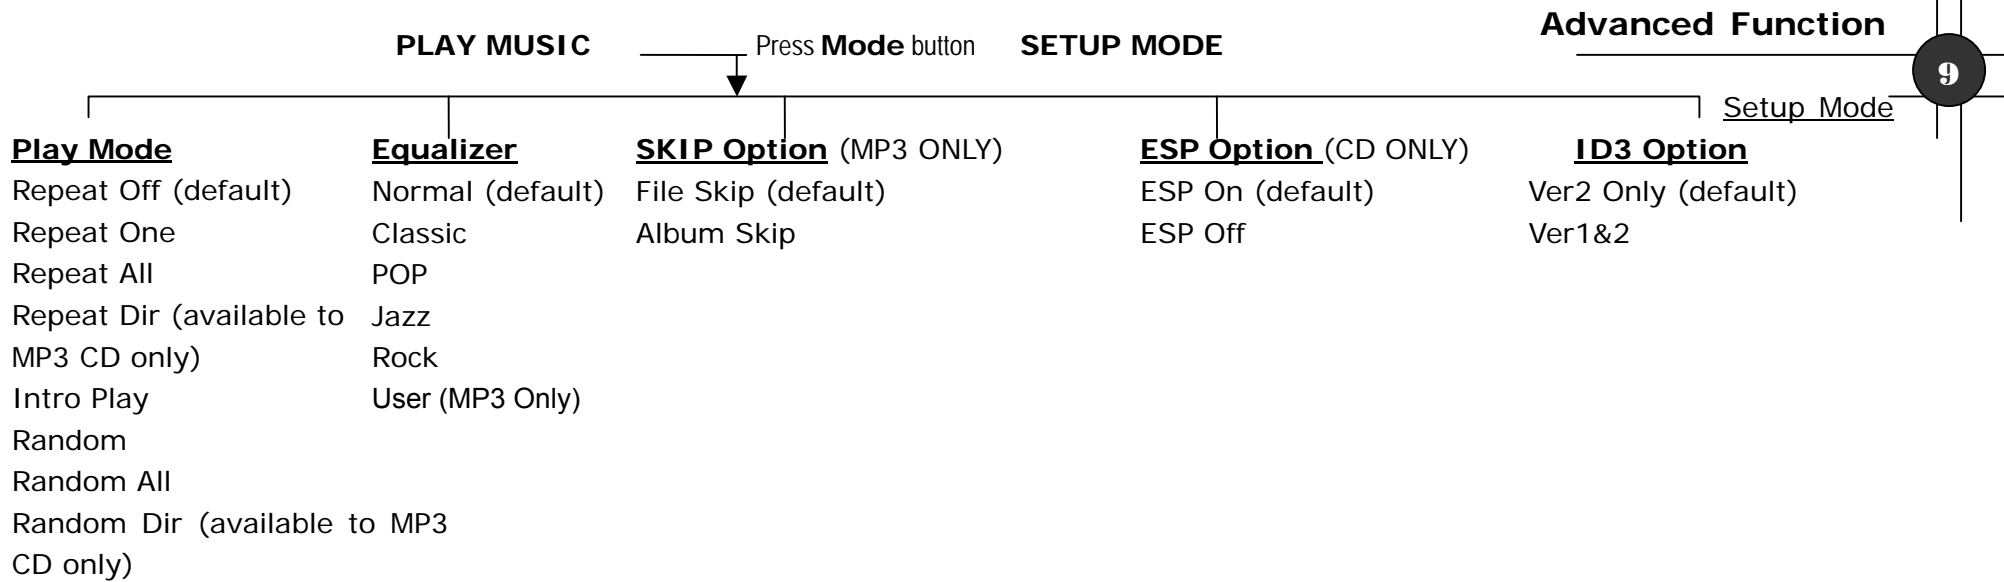 Advanced Function
PLAY MUSIC Press Mode button SETUP MODE
9
Setup Mode
Play Mode
Repeat Off (default)
Repeat One
Repeat All
Repeat Dir (available to
MP3 CD only)
Intro Play
Random
Random All
Random Dir (available to MP3
CD only)
Equalizer
Normal (default)
Classic
POP
Jazz
Rock
User (MP3 Only)
SKIP Option (MP3 ONLY)
File Skip (default)
Album Skip
ESP Option (CD ONLY)
ESP On (default)
ESP Off
ID3 Option
Ver2 Only (default)
Ver1&2